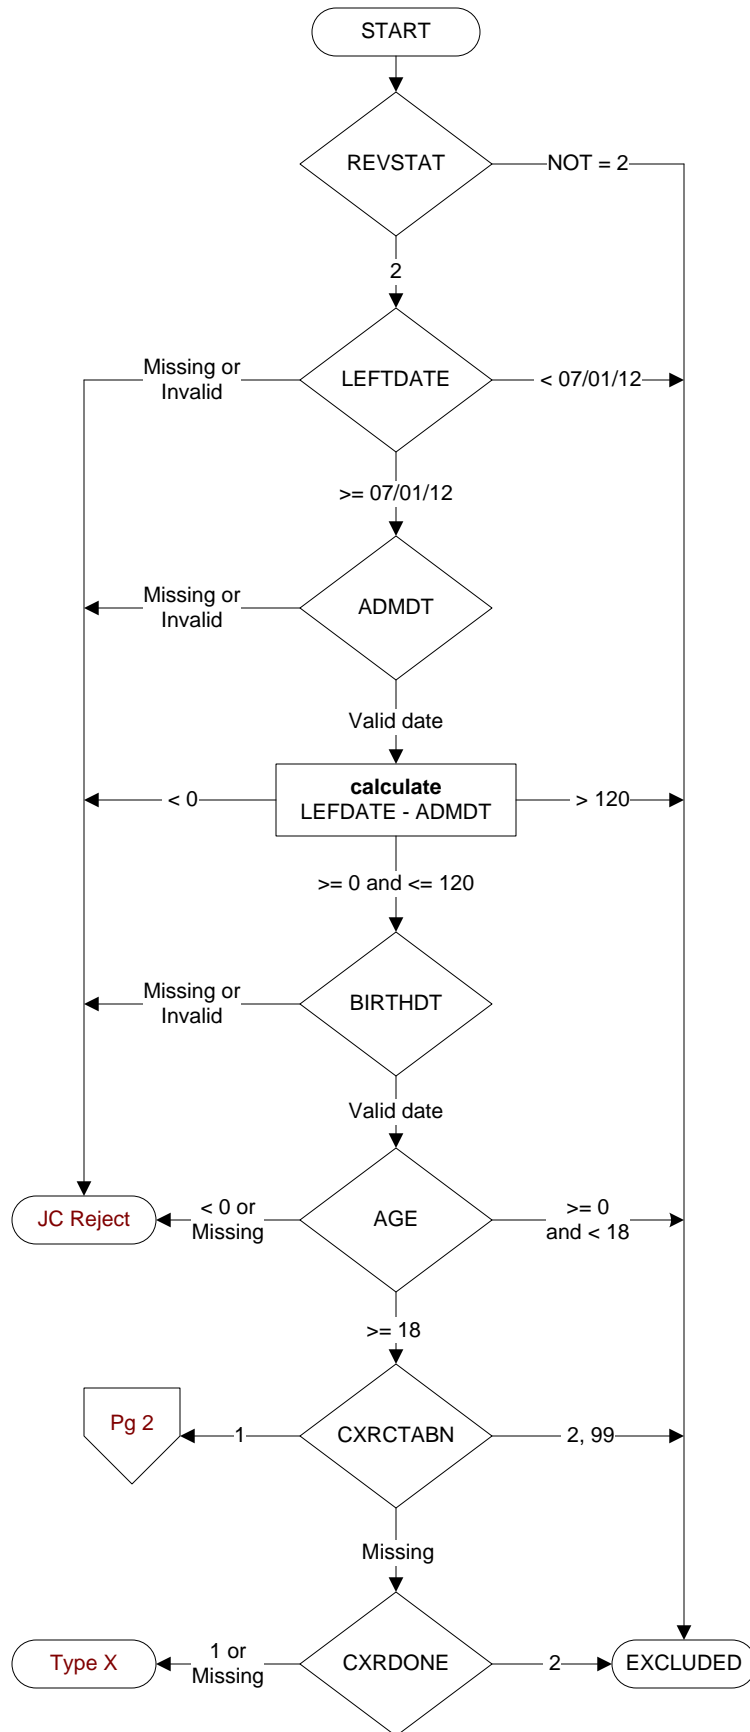 START
REVSTAT
NOT = 2
2
Missing or
Invalid
LEFTDATE
< 07/01/12
>= 07/01/12
Missing or
Invalid
ADMDT
Valid date
< 0
calculate
LEFDATE - ADMDT
> 120
>= 0 and <= 120
Missing or
Invalid
BIRTHDT
Valid date
JC Reject
< 0 or
Missing
AGE
>= 0
and < 18
>= 18
Pg 2
1
CXRCTABN
2, 99
Missing
Type X
1 or
Missing
CXRDONE
2
EXCLUDED